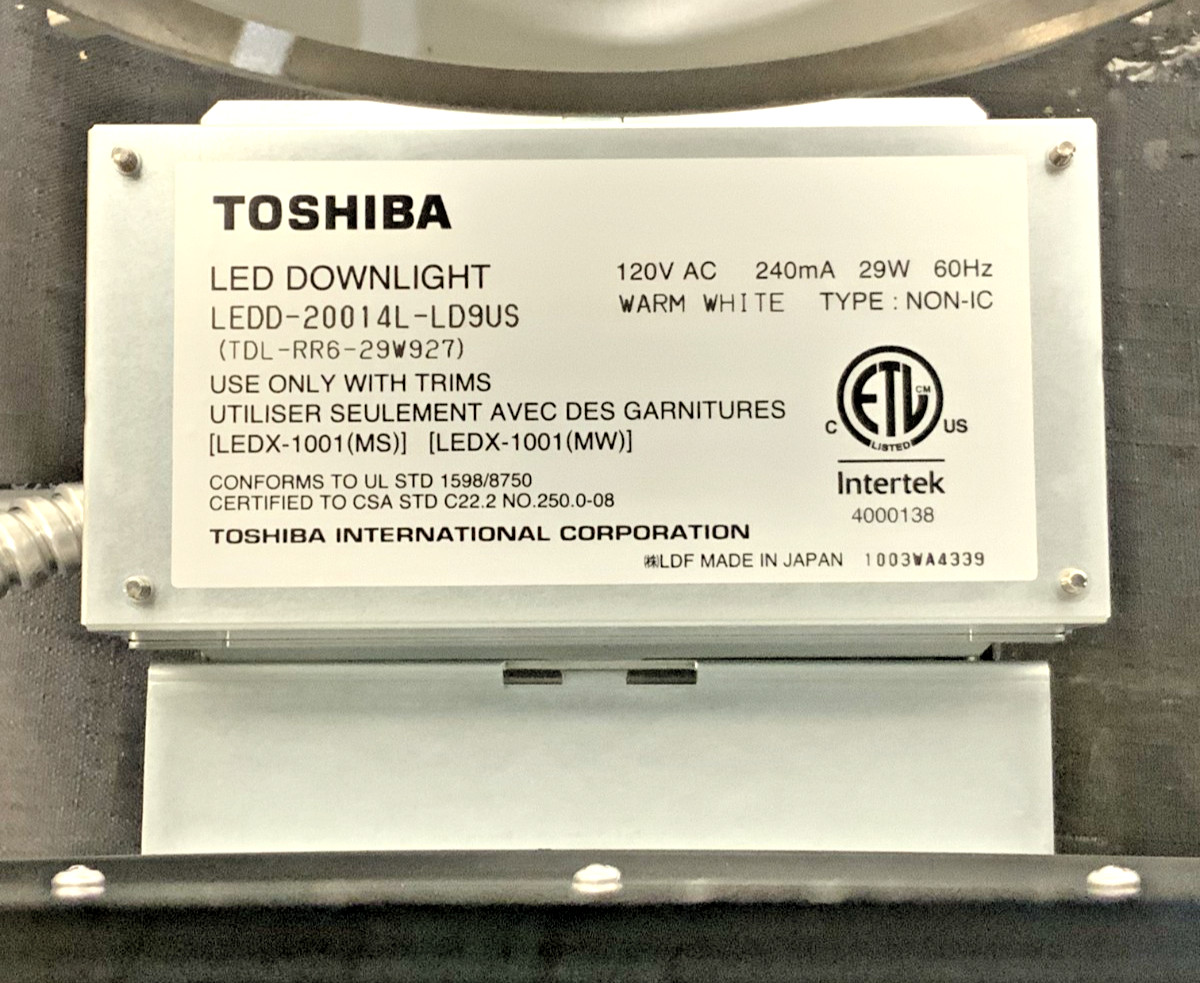 TOSHIBA
LED DOWNLIGHT
120V AC 240mA 29W 60Hz
LEDD-20014L-LD9US
WARM WHITE TYPE : NON-IC
(TDL-RR6-29W927)
USE ONLY WITH TRIMS
UTILISER SEULEMENT AVEC DES GARNITURES
[LEDX-1001(MS)] [LEDX-1001(MW)]
ETL CM
C US
LISTED
Intertek
4000138
CONFORMS TO UL STD 1598/8750
CERTIFIED TO CSA STD C22.2 NO.250.0-08
TOSHIBA INTERNATIONAL CORPORATION
㈱LDF MADE IN JAPAN 1003WA4339